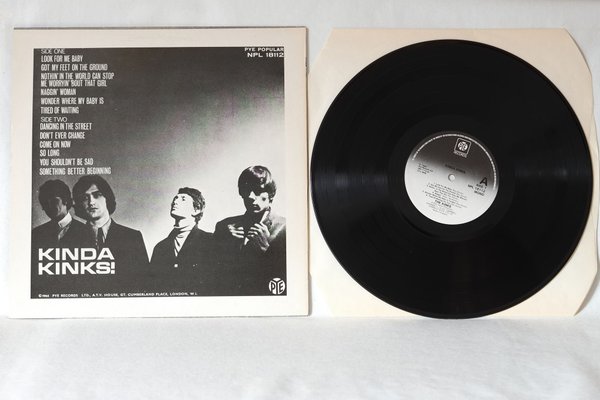 SIDE ONE
LOOK FOR ME BABY
GOT MY FEET ON THE GROUND
NOTHIN' IN THE WORLD CAN STOP
ME WORRYIN' 'BOUT THAT GIRL
NAGGIN' WOMAN
WONDER WHERE MY BABY IS
TIRED OF WAITING
SIDE TWO
DANCING IN THE STREET
DON'T EVER CHANGE
COME ON NOW
SO LONG
YOU SHOULDN'T BE SAD
SOMETHING BETTER BEGINNING
PYE POPULAR
NPL 18112
KINDA
KINKS!
PYE
PYE RECORDS LTD., A.T.V. HOUSE, GT. CUMBERLAND PLACE, LONDON, W.1.
PYE
RECORDS
A